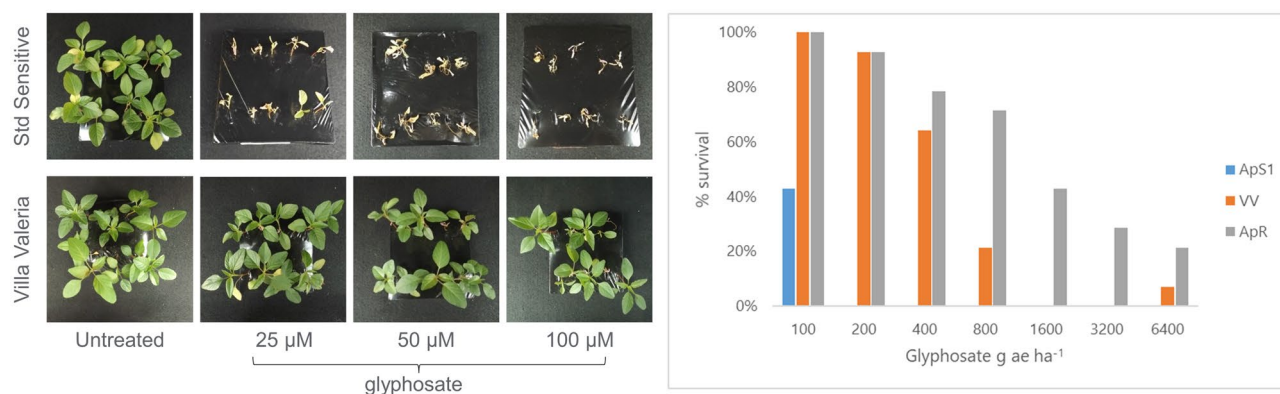 Std Sensitive
Villa Valeria
Untreated
25 µM
50 µM
100 µM
glyphosate
% survival
100%
80%
60%
40%
20%
0%
100
200
400
800
1600
3200
6400
Glyphosate g ae ha⁻¹
ApS1
VV
ApR